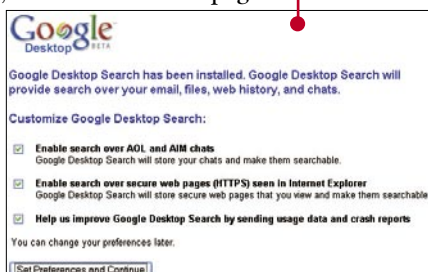 page
Google
Desktop BETA
Google Desktop Search has been installed. Google Desktop Search will
provide search over your email, files, web history, and chats.
Customize Google Desktop Search:
Enable search over AOL and AIM chats
Google Desktop Search will store your chats and make them searchable.
Enable search over secure web pages (HTTPS) seen in Internet Explorer
Google Desktop Search will store secure web pages that you view and make them searchable
Help us improve Google Desktop Search by sending usage data and crash reports
You can change your preferences later.
Set Preferences and Continue